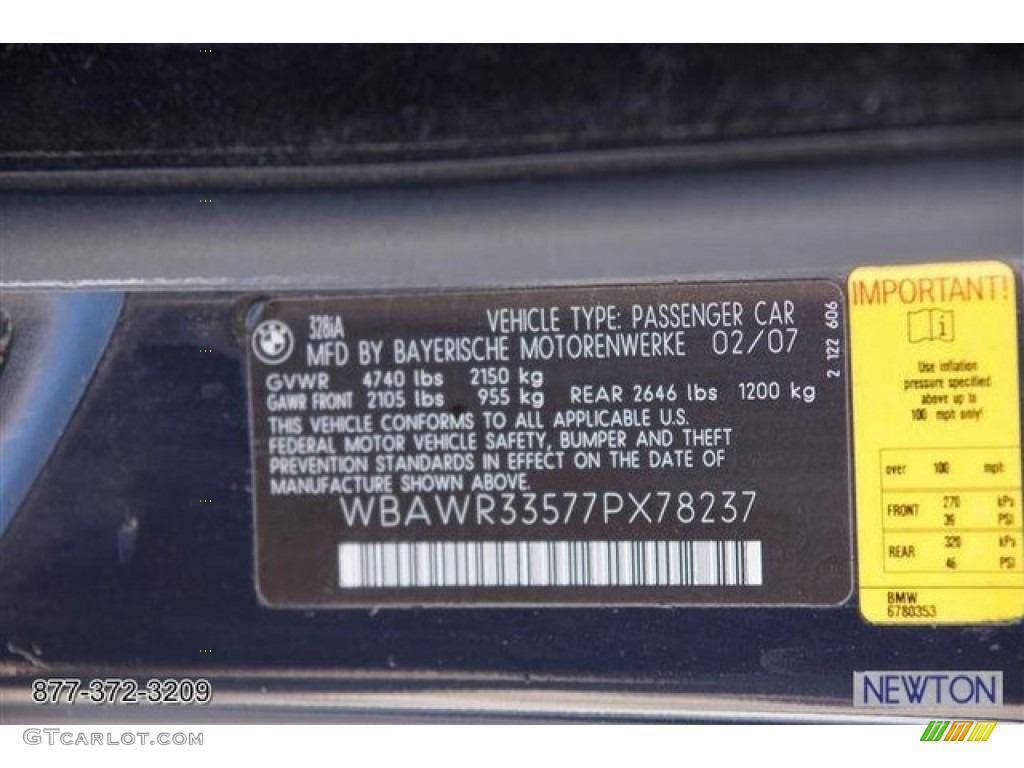 328iA
VEHICLE TYPE: PASSENGER CAR
MFD BY BAYERISCHE MOTORENWERKE 02/07
GVWR 4740 lbs 2150 kg
GAWR FRONT 2105 lbs 955 kg REAR 2646 lbs 1200 kg
THIS VEHICLE CONFORMS TO ALL APPLICABLE U.S.
FEDERAL MOTOR VEHICLE SAFETY, BUMPER AND THEFT
PREVENTION STANDARDS IN EFFECT ON THE DATE OF
MANUFACTURE SHOWN ABOVE.
WBAWR33577PX78237
2 122 606
IMPORTANT!
i
Use inflation
pressure specified
above up to
100 mph only!
over 100 mph
FRONT 270 kPa
36 PSI
REAR 320 kPa
46 PSI
BMW
6780353
877-372-3209
NEWTON
GTCARLOT.COM